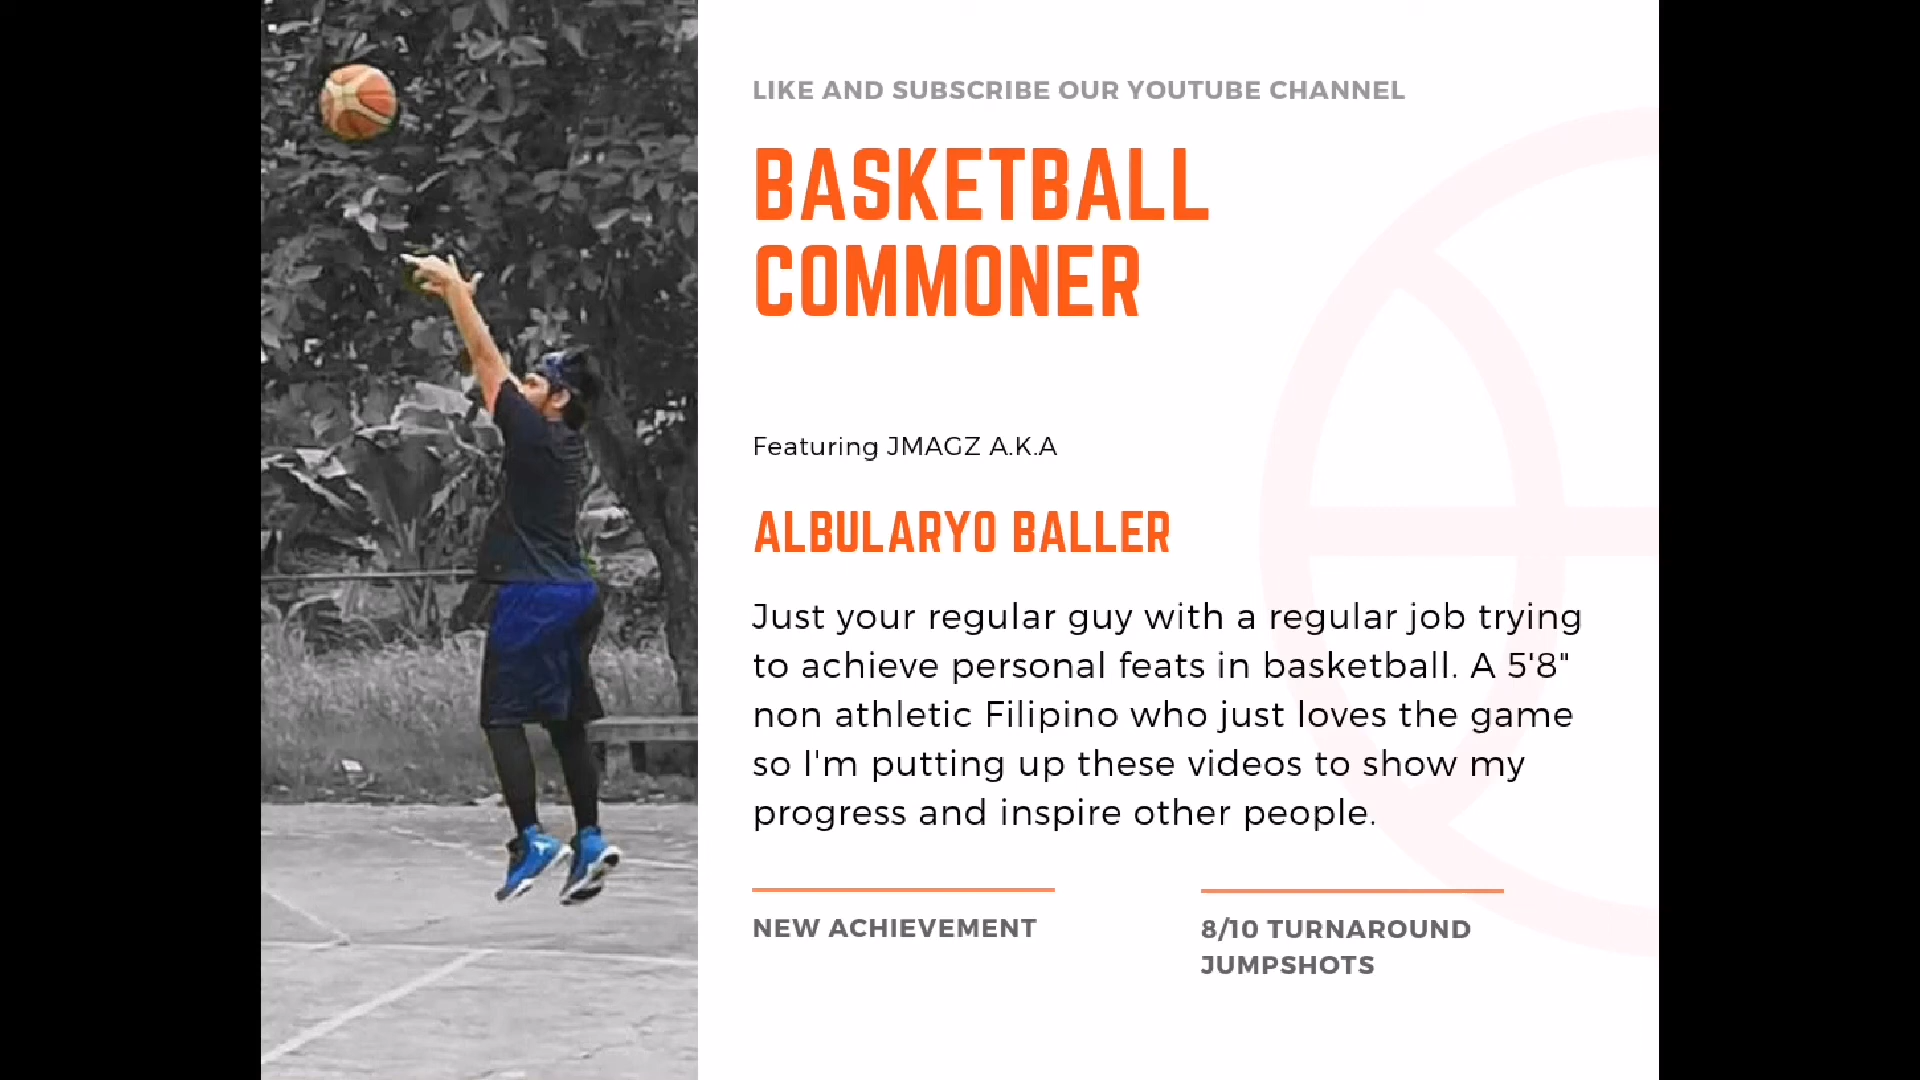 LIKE AND SUBSCRIBE OUR YOUTUBE CHANNEL
BASKETBALL
COMMONER
Featuring JMAGZ A.K.A
ALBULARYO BALLER
Just your regular guy with a regular job trying
to achieve personal feats in basketball. A 5'8"
non athletic Filipino who just loves the game
so I'm putting up these videos to show my
progress and inspire other people.
NEW ACHIEVEMENT
8/10 TURNAROUND
JUMPSHOTS